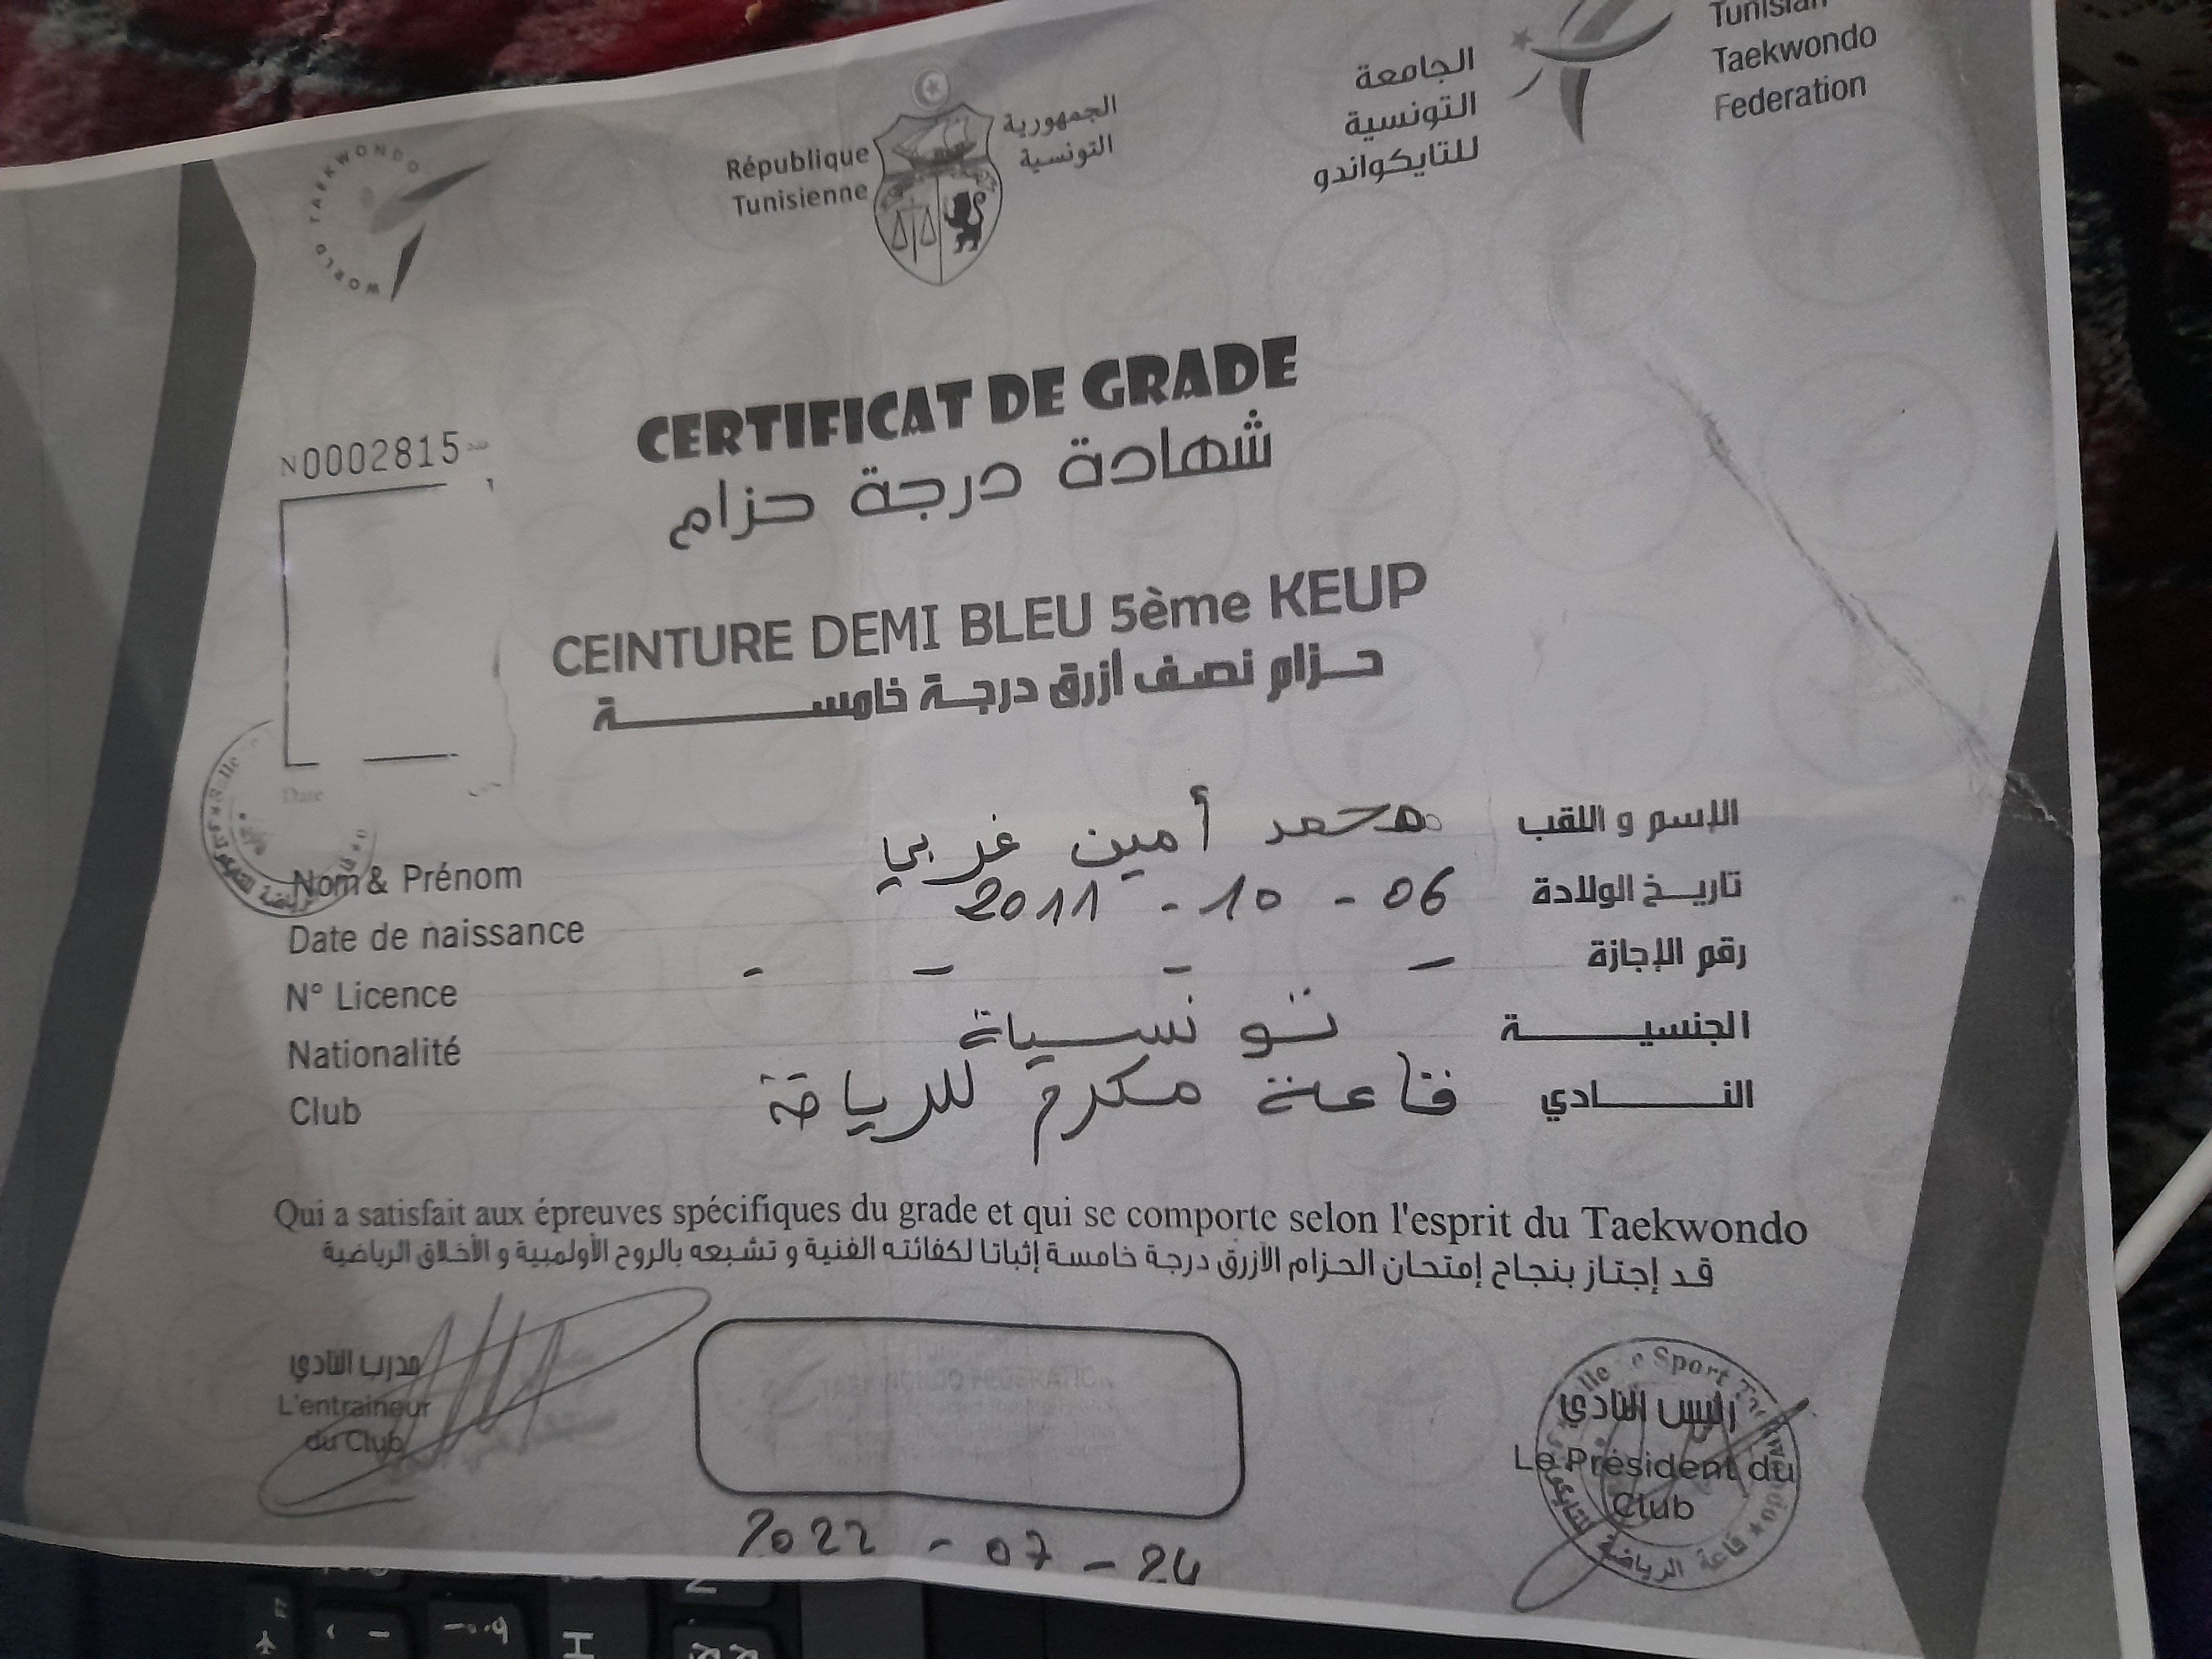 WORLD TAEKWONDO
République
Tunisienne
الجمهورية
التونسية
الجامعة
التونسية
للتايكواندو
Tunisian
Taekwondo
Federation
CERTIFICAT DE GRADE
شهادة درجة حزام
N0002815
CEINTURE DEMI BLEU 5ème KEUP
حزام نصف أزرق درجة خامسة
Date
الإسم و اللقب محمد أمين غربي Nom & Prénom
تاريخ الولادة 06 - 10 - 2011 Date de naissance
رقم الإجازة - - - - N° Licence
الجنسية تونسياة Nationalité
النادي قاعة مكرم للرياضة Club
Qui a satisfait aux épreuves spécifiques du grade et qui se comporte selon l'esprit du Taekwondo
قد إجتاز بنجاح إمتحان الحزام الأزرق درجة خامسة إثباتا لكفائته الفنية و تشبعه بالروح الأولمبية و الأخلاق الرياضية
مدرب النادي
L'entraineur
du Club
رئيس النادي
Le Président du
Club
2022 - 07 - 24